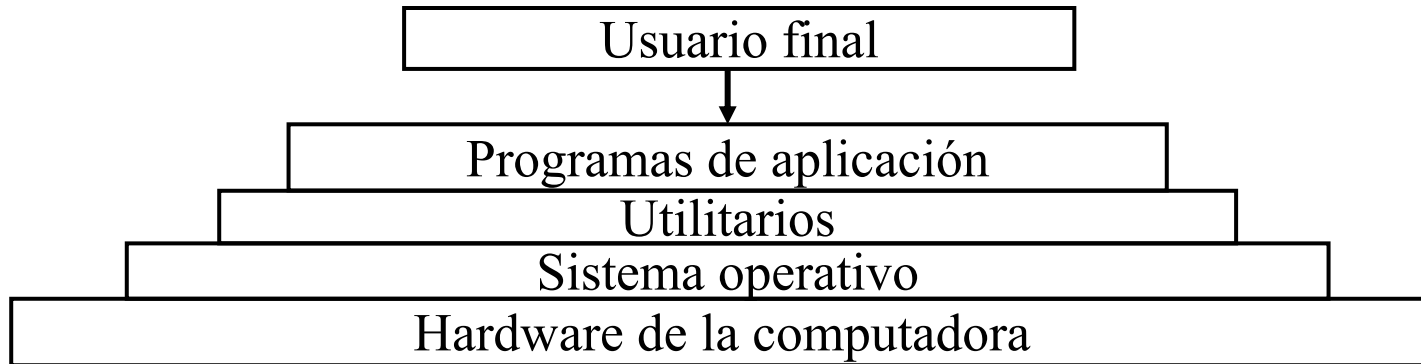 Usuario final
Programas de aplicación
Utilitarios
Sistema operativo
Hardware de la computadora